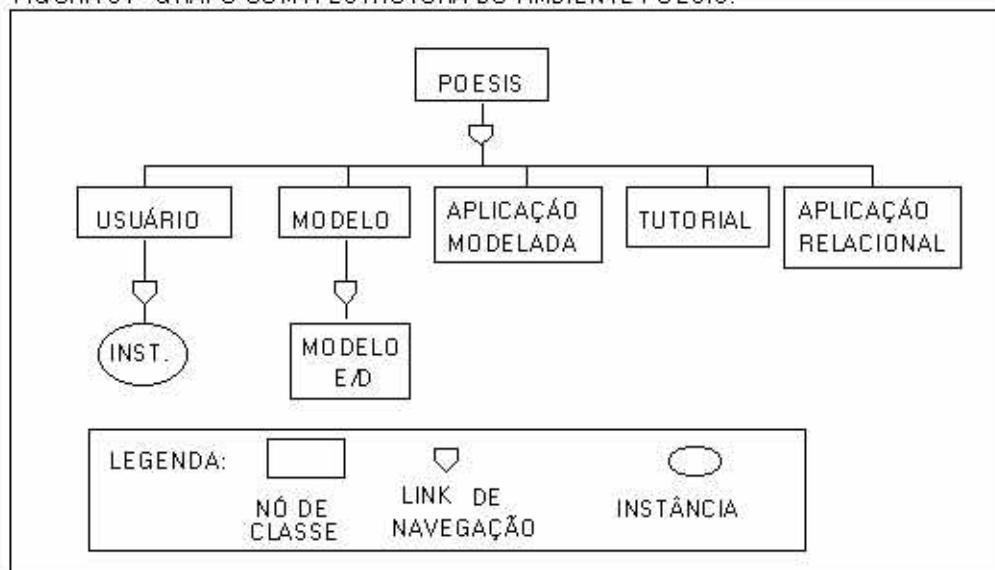 POESIS
USUÁRIO
MODELO
APLICAÇÃO
MODELADA
TUTORIAL
APLICAÇÃO
RELACIONAL
INST.
MODELO
E/D
LEGENDA:
NÓ DE
CLASSE
LINK DE
NAVEGAÇÃO
INSTÂNCIA